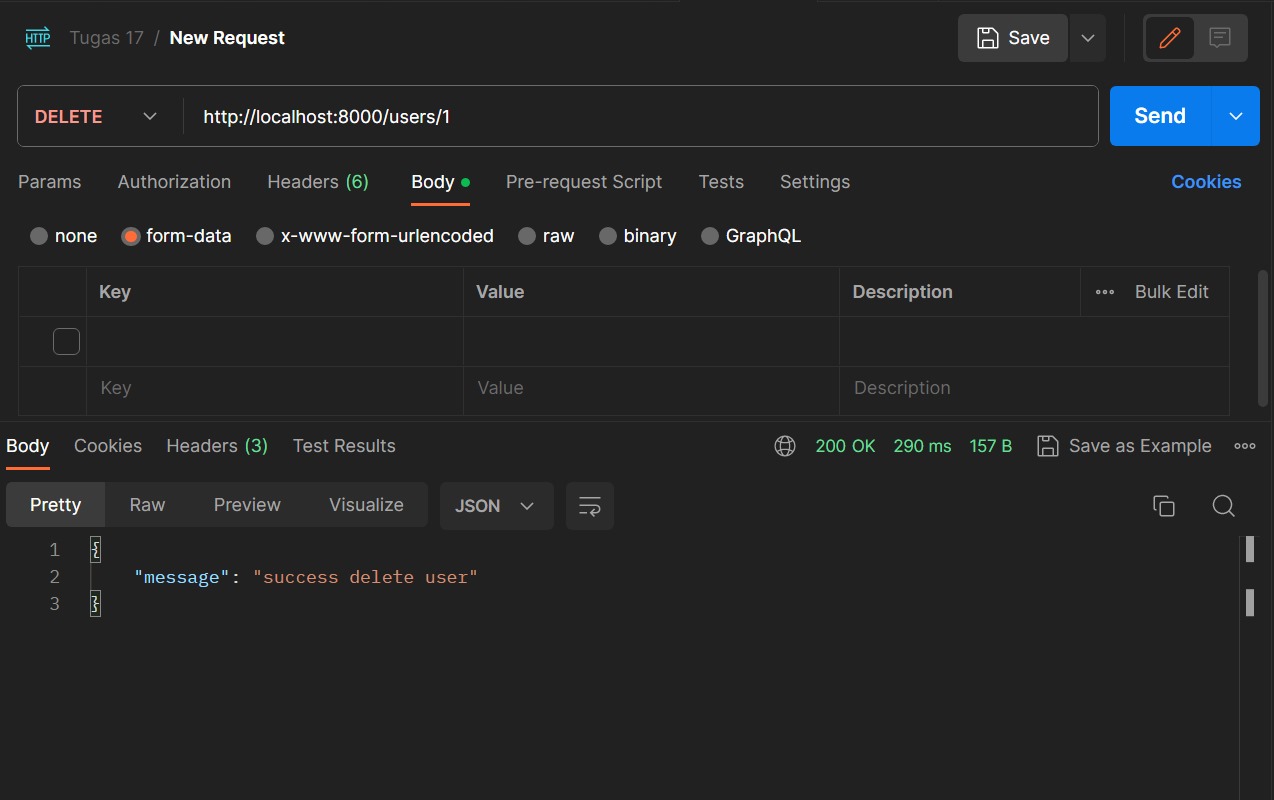 HTTP Tugas 17 / New Request Save
DELETE http://localhost:8000/users/1 Send
Params Authorization Headers (6) Body Pre-request Script Tests Settings Cookies
none form-data x-www-form-urlencoded raw binary GraphQL
Key Value Description Bulk Edit
Key Value Description
Body Cookies Headers (3) Test Results 200 OK 290 ms 157 B Save as Example
Pretty Raw Preview Visualize JSON
1 {
2 "message": "success delete user"
3 }